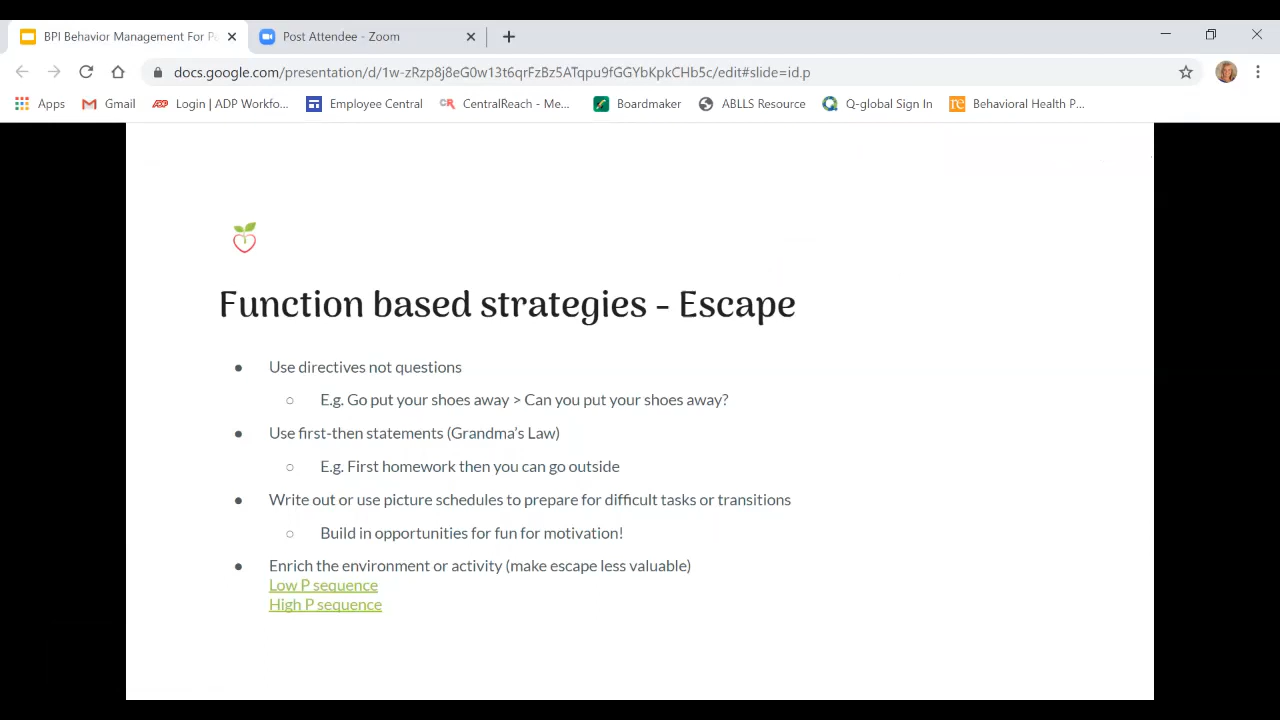 BPI Behavior Management For Pa
Post Attendee - Zoom
docs.google.com/presentation/d/1w-zRzp8j8eG0w13t6qrFzBz5ATqpu9fGGYbKpkCHb5c/edit#slide=id.p
Apps
Gmail
Login | ADP Workfo...
Employee Central
CR
CentralReach - Me...
Boardmaker
ABLLS Resource
Q-global Sign In
re
Behavioral Health P...
Function based strategies - Escape
● Use directives not questions
○ E.g. Go put your shoes away > Can you put your shoes away?
● Use first-then statements (Grandma's Law)
○ E.g. First homework then you can go outside
● Write out or use picture schedules to prepare for difficult tasks or transitions
○ Build in opportunities for fun for motivation!
● Enrich the environment or activity (make escape less valuable)
Low P sequence
High P sequence